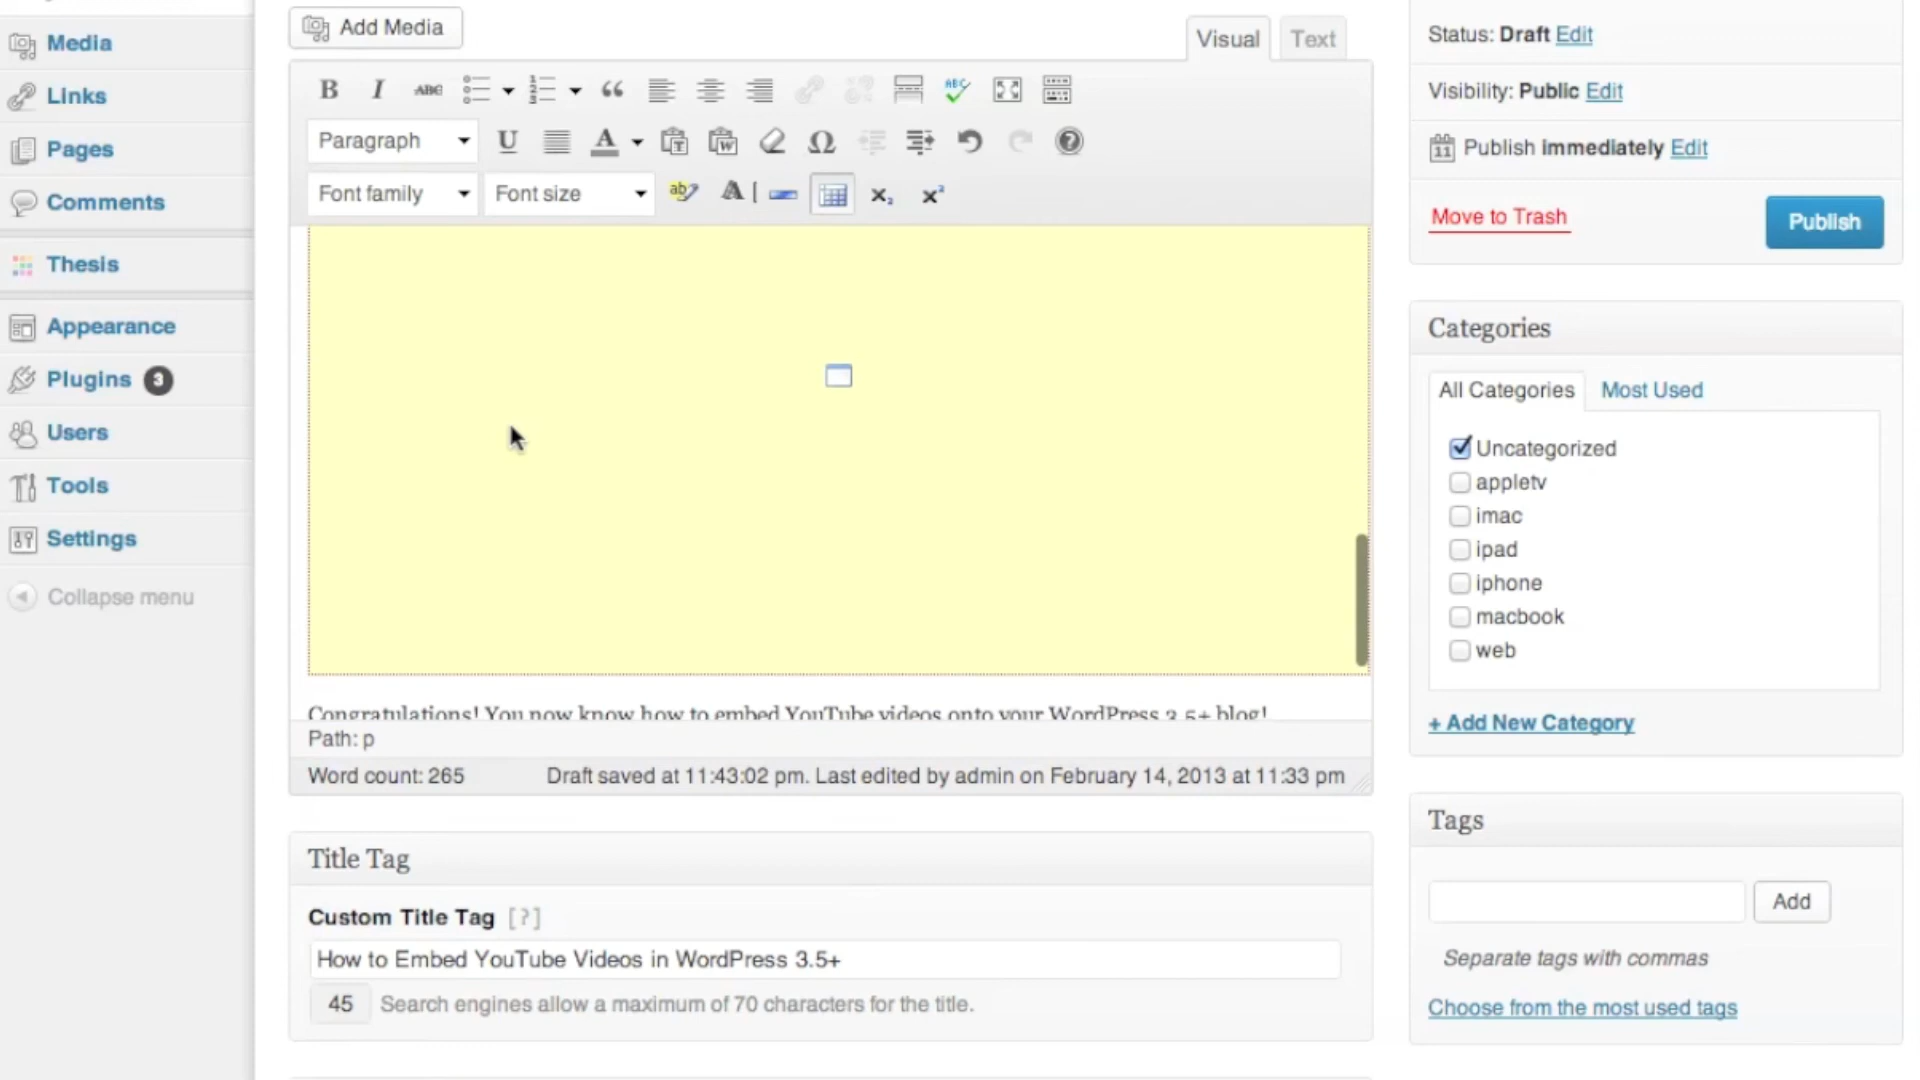 Media
Links
Pages
Comments
Thesis
Appearance
Plugins 3
Users
Tools
Settings
Collapse menu
Add Media
Visual Text
B I ABC ABC
Paragraph U A T W Ω ?
Font family Font size ab A
Congratulations! You now know how to embed YouTube videos onto your WordPress 3.5+ blog!
Path: p
Word count: 265 Draft saved at 11:43:02 pm. Last edited by admin on February 14, 2013 at 11:33 pm
Title Tag
Custom Title Tag [?]
How to Embed YouTube Videos in WordPress 3.5+
45 Search engines allow a maximum of 70 characters for the title.
Status: Draft Edit
Visibility: Public Edit
11 Publish immediately Edit
Move to Trash Publish
Categories
All Categories Most Used
Uncategorized
appletv
imac
ipad
iphone
macbook
web
+ Add New Category
Tags
Add
Separate tags with commas
Choose from the most used tags